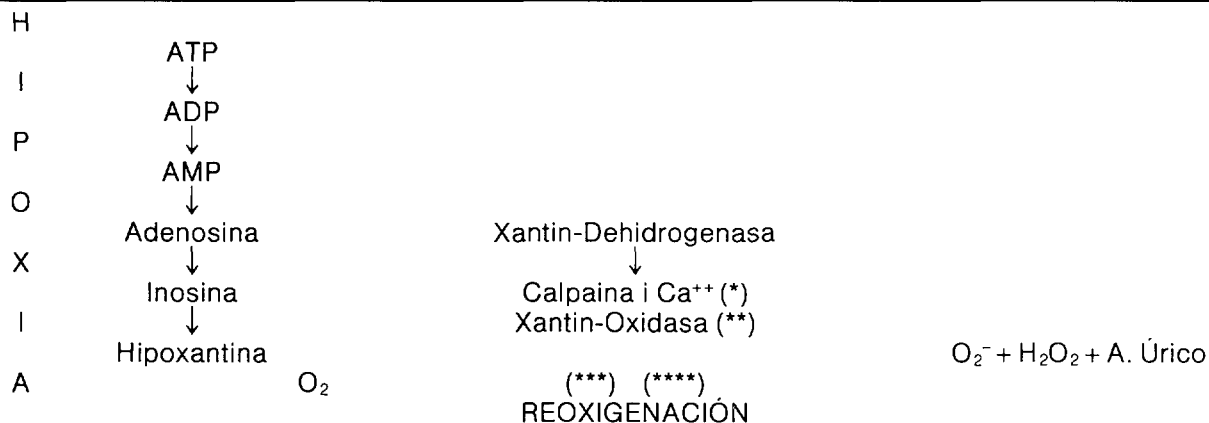 H
ATP
I
↓
ADP
P
↓
AMP
O
↓
Adenosina Xantin-Dehidrogenasa
X
↓ ↓
Inosina Calpaina i Ca⁺⁺ (*)
I
↓ Xantin-Oxidasa (**)
Hipoxantina O₂⁻ + H₂O₂ + A. Úrico
A O₂ (***) (****)
REOXIGENACIÓN